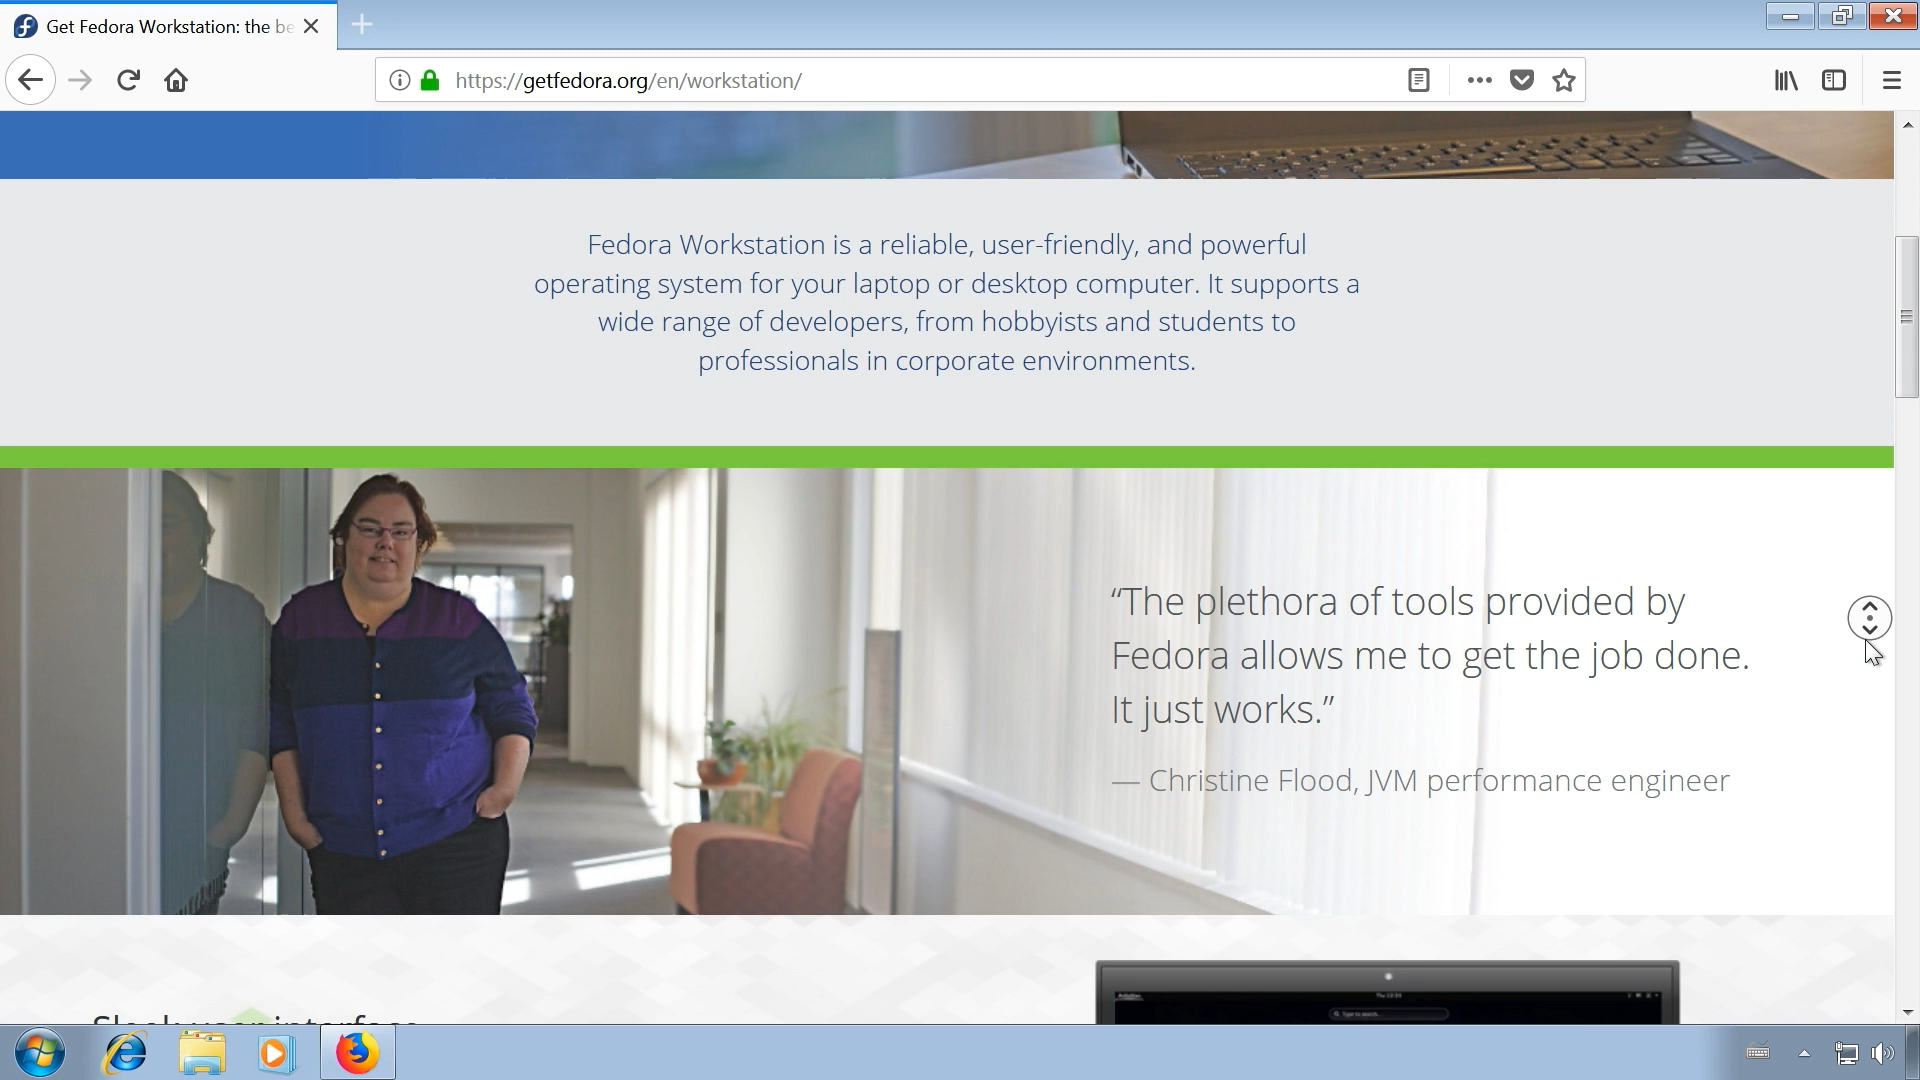 Get Fedora Workstation: the be
https://getfedora.org/en/workstation/
Fedora Workstation is a reliable, user-friendly, and powerful
operating system for your laptop or desktop computer. It supports a
wide range of developers, from hobbyists and students to
professionals in corporate environments.
“The plethora of tools provided by
Fedora allows me to get the job done.
It just works.”
— Christine Flood, JVM performance engineer
Type to search...
Sleek user interface